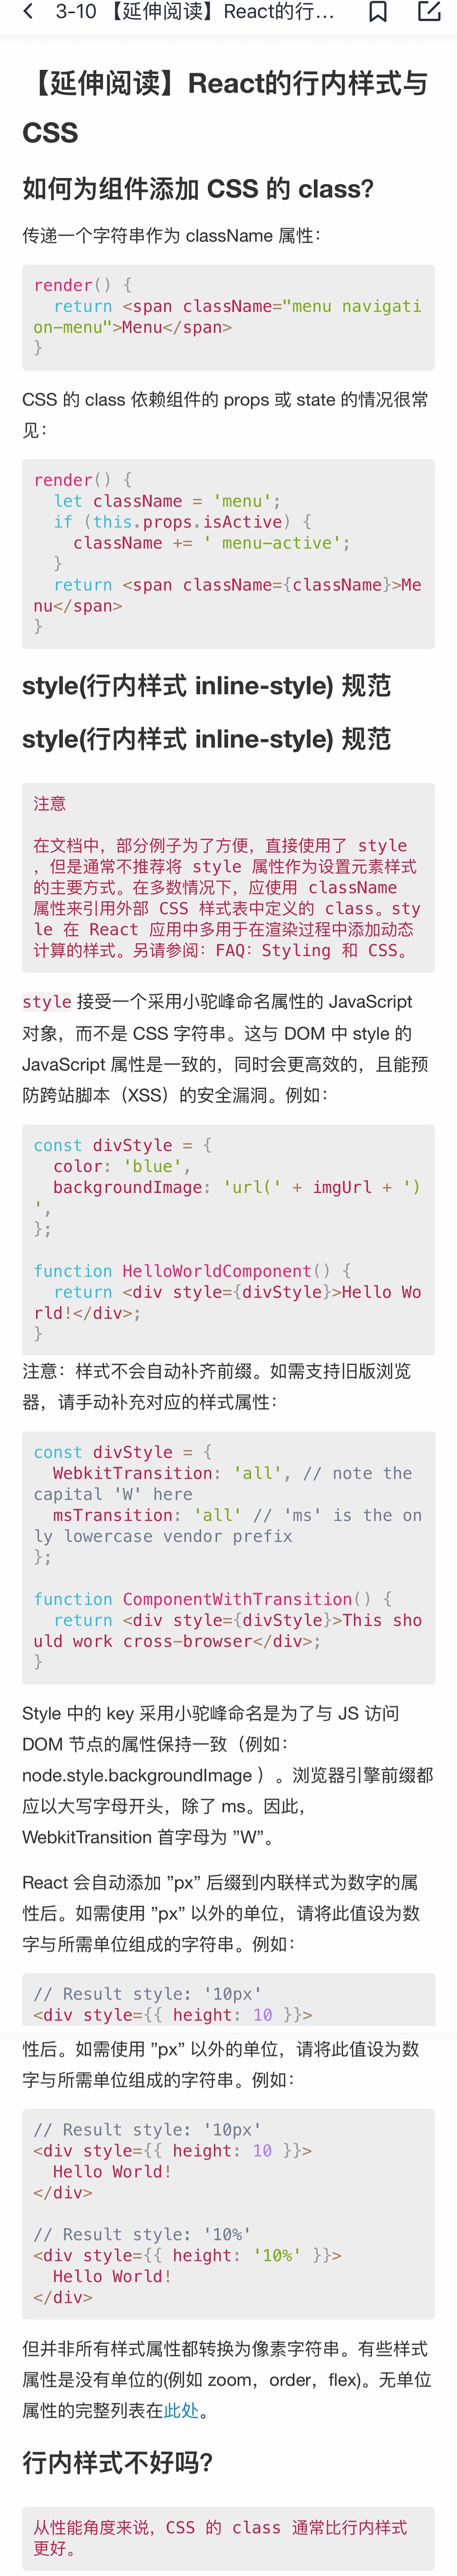 3-10 【延伸阅读】React的行...
【延伸阅读】React的行内样式与
CSS
如何为组件添加 CSS 的 class?
传递一个字符串作为 className 属性：
render() {
  return <span className="menu navigati
on-menu">Menu</span>
}
CSS 的 class 依赖组件的 props 或 state 的情况很常
见：
render() {
  let className = 'menu';
  if (this.props.isActive) {
    className += ' menu-active';
  }
  return <span className={className}>Me
nu</span>
}
style(行内样式 inline-style) 规范
style(行内样式 inline-style) 规范
注意
在文档中，部分例子为了方便，直接使用了 style
，但是通常不推荐将 style 属性作为设置元素样式
的主要方式。在多数情况下，应使用 className
属性来引用外部 CSS 样式表中定义的 class。sty
le 在 React 应用中多用于在渲染过程中添加动态
计算的样式。另请参阅：FAQ：Styling 和 CSS。
style 接受一个采用小驼峰命名属性的 JavaScript
对象，而不是 CSS 字符串。这与 DOM 中 style 的
JavaScript 属性是一致的，同时会更高效的，且能预
防跨站脚本（XSS）的安全漏洞。例如：
const divStyle = {
  color: 'blue',
  backgroundImage: 'url(' + imgUrl + ')
',
};
function HelloWorldComponent() {
  return <div style={divStyle}>Hello Wo
rld!</div>;
}
注意：样式不会自动补齐前缀。如需支持旧版浏览
器，请手动补充对应的样式属性：
const divStyle = {
  WebkitTransition: 'all', // note the
capital 'W' here
  msTransition: 'all' // 'ms' is the on
ly lowercase vendor prefix
};
function ComponentWithTransition() {
  return <div style={divStyle}>This sho
uld work cross-browser</div>;
}
Style 中的 key 采用小驼峰命名是为了与 JS 访问
DOM 节点的属性保持一致（例如：
node.style.backgroundImage ）。浏览器引擎前缀都
应以大写字母开头，除了 ms。因此，
WebkitTransition 首字母为 ”W”。
React 会自动添加 ”px” 后缀到内联样式为数字的属
性后。如需使用 ”px” 以外的单位，请将此值设为数
字与所需单位组成的字符串。例如：
// Result style: '10px'
<div style={{ height: 10 }}>
性后。如需使用 ”px” 以外的单位，请将此值设为数
字与所需单位组成的字符串。例如：
// Result style: '10px'
<div style={{ height: 10 }}>
  Hello World!
</div>
// Result style: '10%'
<div style={{ height: '10%' }}>
  Hello World!
</div>
但并非所有样式属性都转换为像素字符串。有些样式
属性是没有单位的(例如 zoom，order，flex)。无单位
属性的完整列表在此处。
行内样式不好吗?
从性能角度来说，CSS 的 class 通常比行内样式
更好。